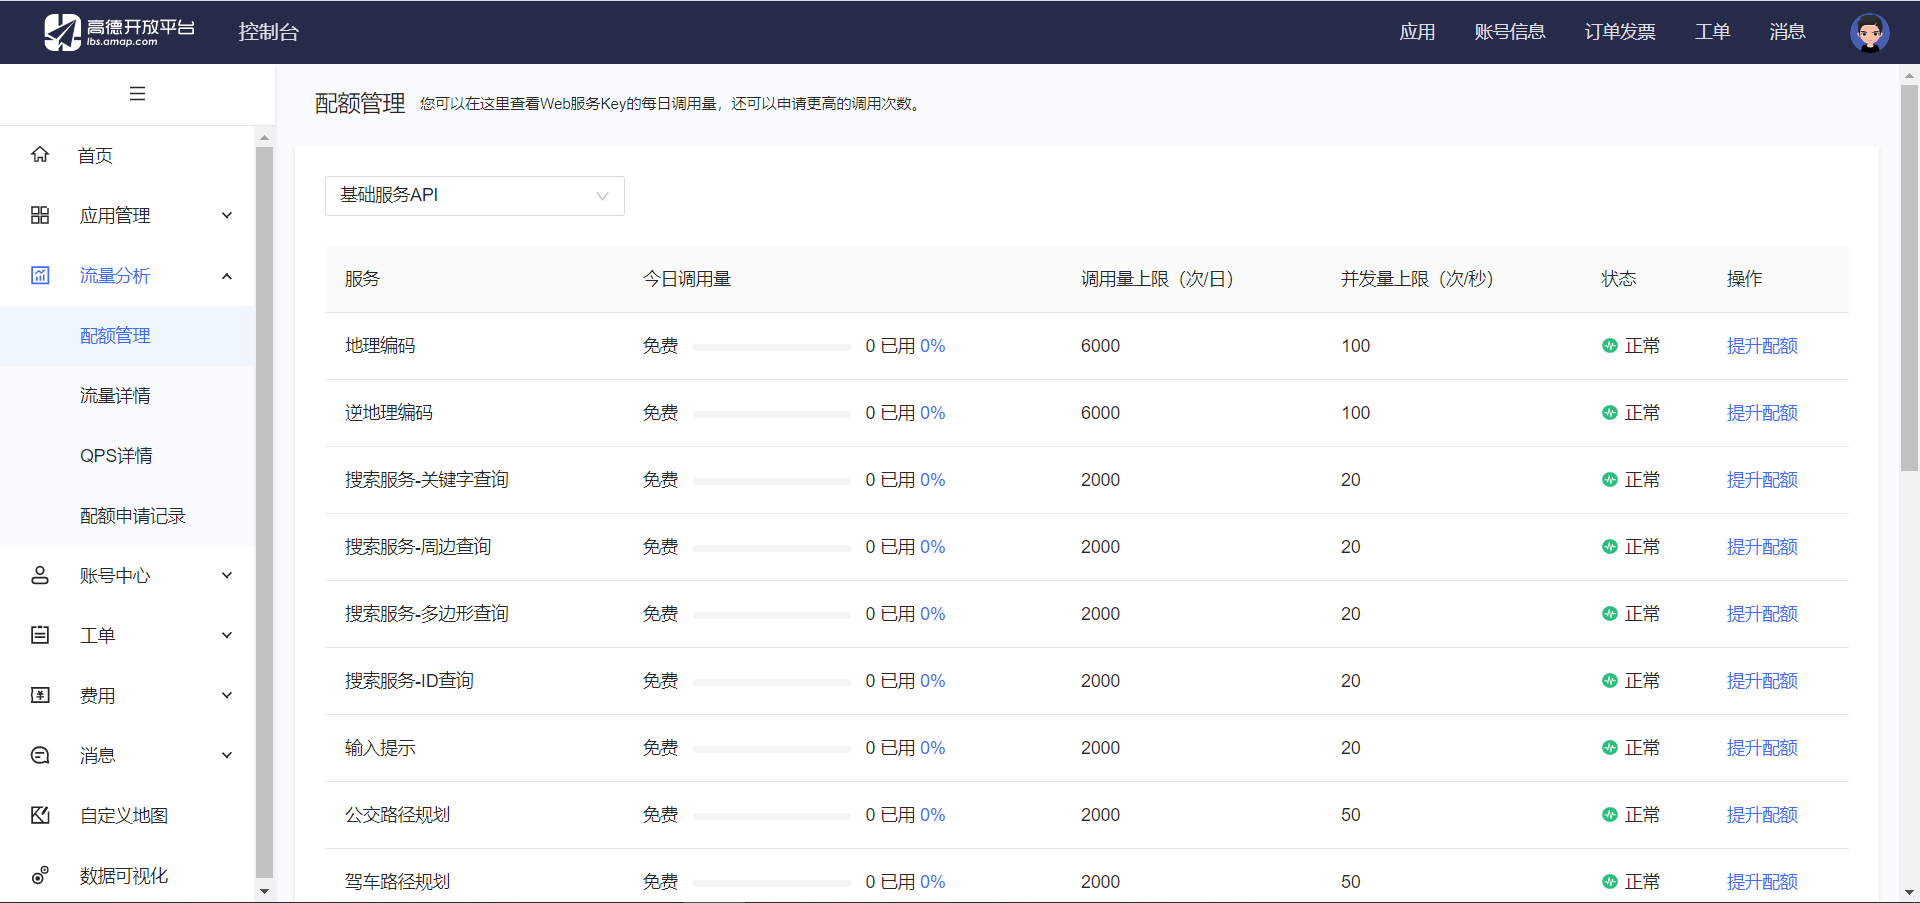 高德开放平台
lbs.amap.com
控制台
应用
账号信息
订单发票
工单
消息
首页
应用管理
流量分析
配额管理
流量详情
QPS详情
配额申请记录
账号中心
工单
费用
消息
自定义地图
数据可视化
配额管理 您可以在这里查看Web服务Key的每日调用量，还可以申请更高的调用次数。
基础服务API
服务 今日调用量 调用量上限（次/日） 并发量上限（次/秒） 状态 操作
地理编码 免费 0 已用 0% 6000 100 正常 提升配额
逆地理编码 免费 0 已用 0% 6000 100 正常 提升配额
搜索服务-关键字查询 免费 0 已用 0% 2000 20 正常 提升配额
搜索服务-周边查询 免费 0 已用 0% 2000 20 正常 提升配额
搜索服务-多边形查询 免费 0 已用 0% 2000 20 正常 提升配额
搜索服务-ID查询 免费 0 已用 0% 2000 20 正常 提升配额
输入提示 免费 0 已用 0% 2000 20 正常 提升配额
公交路径规划 免费 0 已用 0% 2000 50 正常 提升配额
驾车路径规划 免费 0 已用 0% 2000 50 正常 提升配额